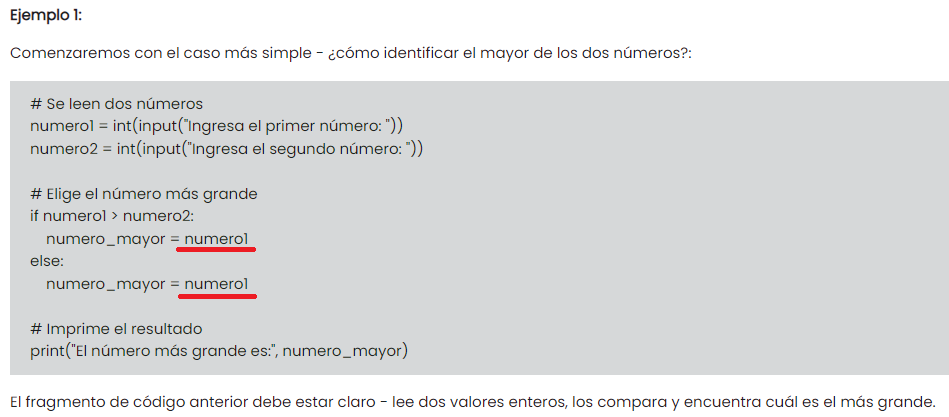 Ejemplo 1:
Comenzaremos con el caso más simple - ¿cómo identificar el mayor de los dos números?:
# Se leen dos números
numero1 = int(input("Ingresa el primer número: "))
numero2 = int(input("Ingresa el segundo número: "))
# Elige el número más grande
if numero1 > numero2:
    numero_mayor = numero1
else:
    numero_mayor = numero1
# Imprime el resultado
print("El número más grande es:", numero_mayor)
El fragmento de código anterior debe estar claro - lee dos valores enteros, los compara y encuentra cuál es el más grande.